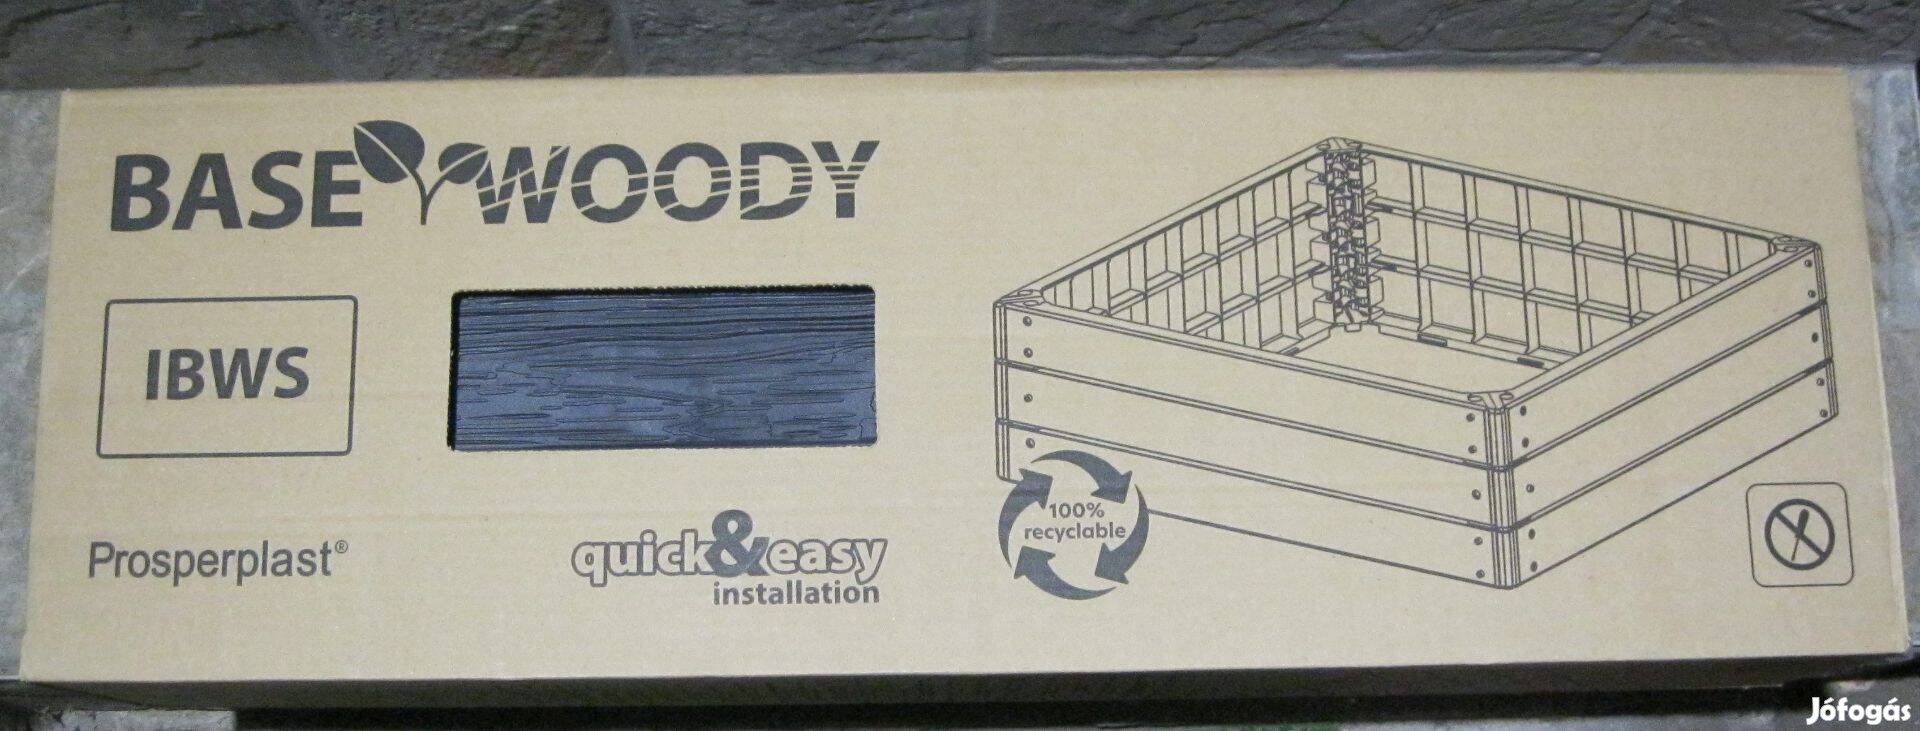 BASE WOODY
IBWS
Prosperplast®
quick&easy
installation
100%
recyclable
Jófogás